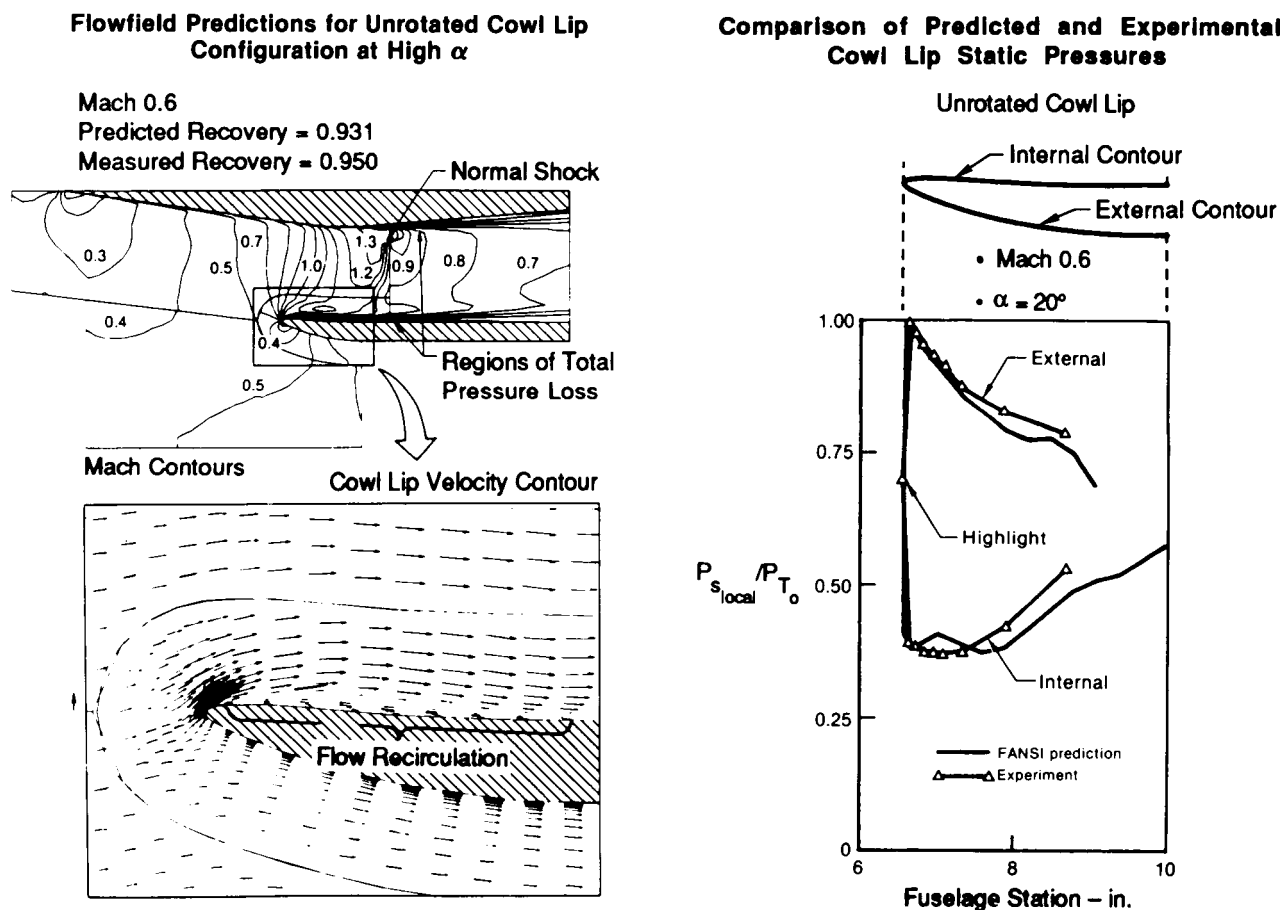 Flowfield Predictions for Unrotated Cowl Lip
Configuration at High α
Mach 0.6
Predicted Recovery = 0.931
Measured Recovery = 0.950
Normal Shock
0.3
0.7
0.5
1.0
1.3
1.2
0.9
0.8
0.7
0.4
0.4
0.5
Regions of Total
Pressure Loss
Mach Contours
Cowl Lip Velocity Contour
Flow Recirculation
Comparison of Predicted and Experimental
Cowl Lip Static Pressures
Unrotated Cowl Lip
Internal Contour
External Contour
• Mach 0.6
• α = 20°
1.00
External
0.75
Highlight
P_{s_{local}}/P_{T_o}
0.50
Internal
0.25
FANSI prediction
Experiment
0
6
8
10
Fuselage Station – in.